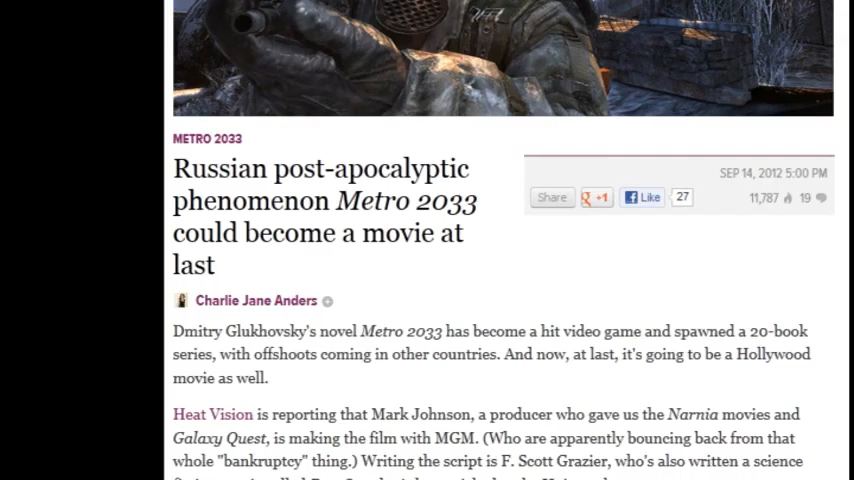 METRO 2033
Russian post-apocalyptic
phenomenon Metro 2033
could become a movie at
last
SEP 14, 2012 5:00 PM
Share +1 Like 27 11,787 19
Charlie Jane Anders
Dmitry Glukhovsky's novel Metro 2033 has become a hit video game and spawned a 20-book
series, with offshoots coming in other countries. And now, at last, it's going to be a Hollywood
movie as well.
Heat Vision is reporting that Mark Johnson, a producer who gave us the Narnia movies and
Galaxy Quest, is making the film with MGM. (Who are apparently bouncing back from that
whole "bankruptcy" thing.) Writing the script is F. Scott Grazier, who's also written a science